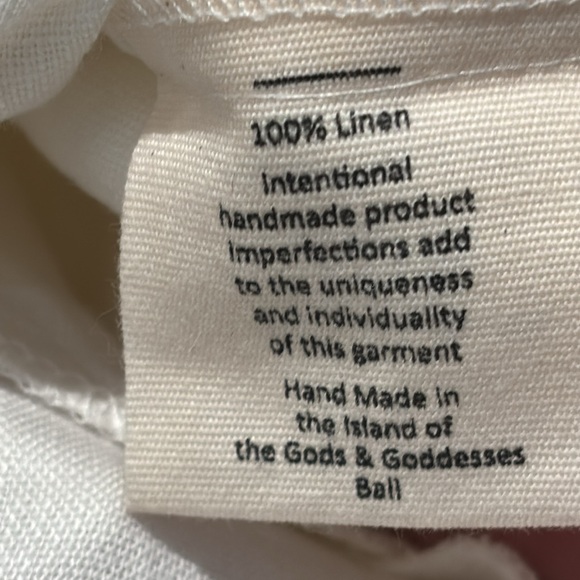 100% Linen
Intentional
handmade product
Imperfections add
to the uniqueness
and individuality
of this garment
Hand Made in
the Island of
the Gods & Goddesses
Bali